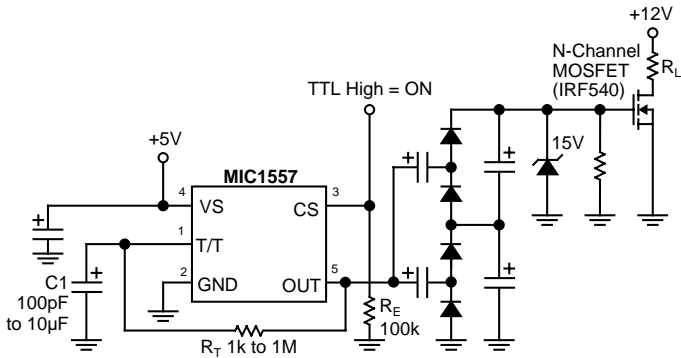 +12V
N-Channel
MOSFET
(IRF540)
R_L
TTL High = ON
+5V
15V
MIC1557
4
VS
3
CS
1
T/T
2
GND
5
OUT
C1
100pF
to 10µF
R_E
100k
R_T 1k to 1M
+
+
+
+
+
+